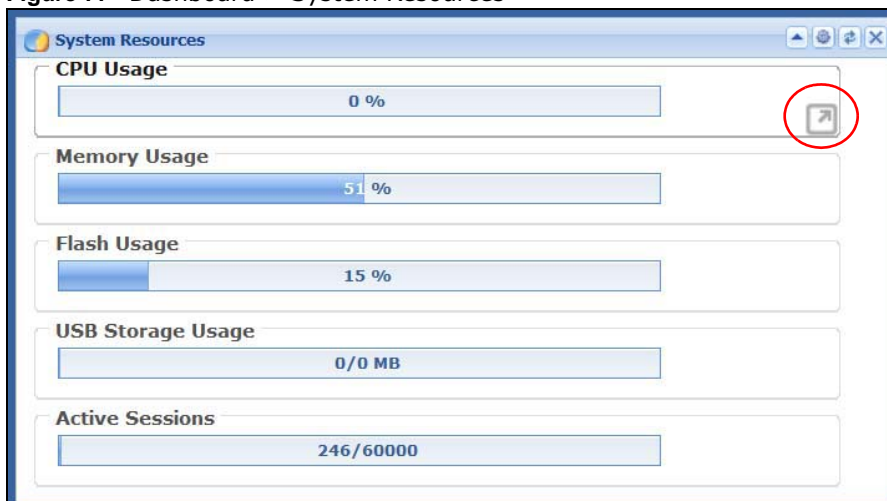 System Resources
CPU Usage
0 %
Memory Usage
51 %
Flash Usage
15 %
USB Storage Usage
0/0 MB
Active Sessions
246/60000